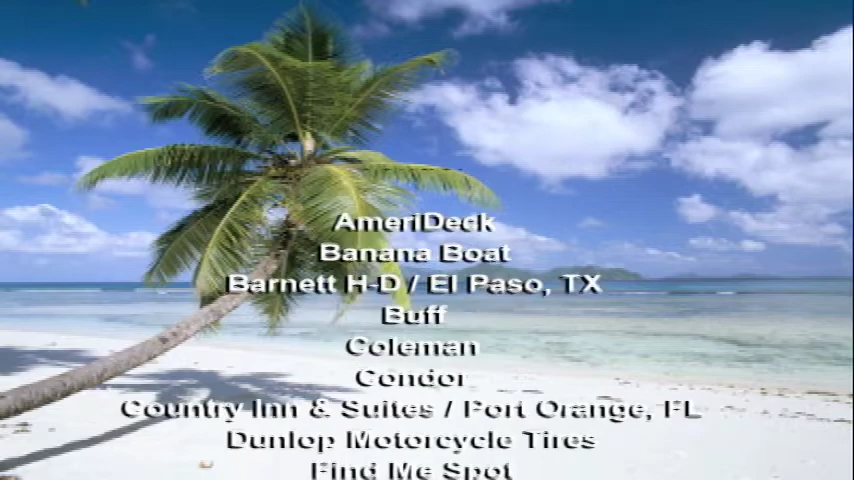 AmeriDeck
Banana Boat
Barnett H-D / El Paso, TX
Buff
Coleman
Condor
Country Inn & Suites / Port Orange, FL
Dunlop Motorcycle Tires
Find Me Spot